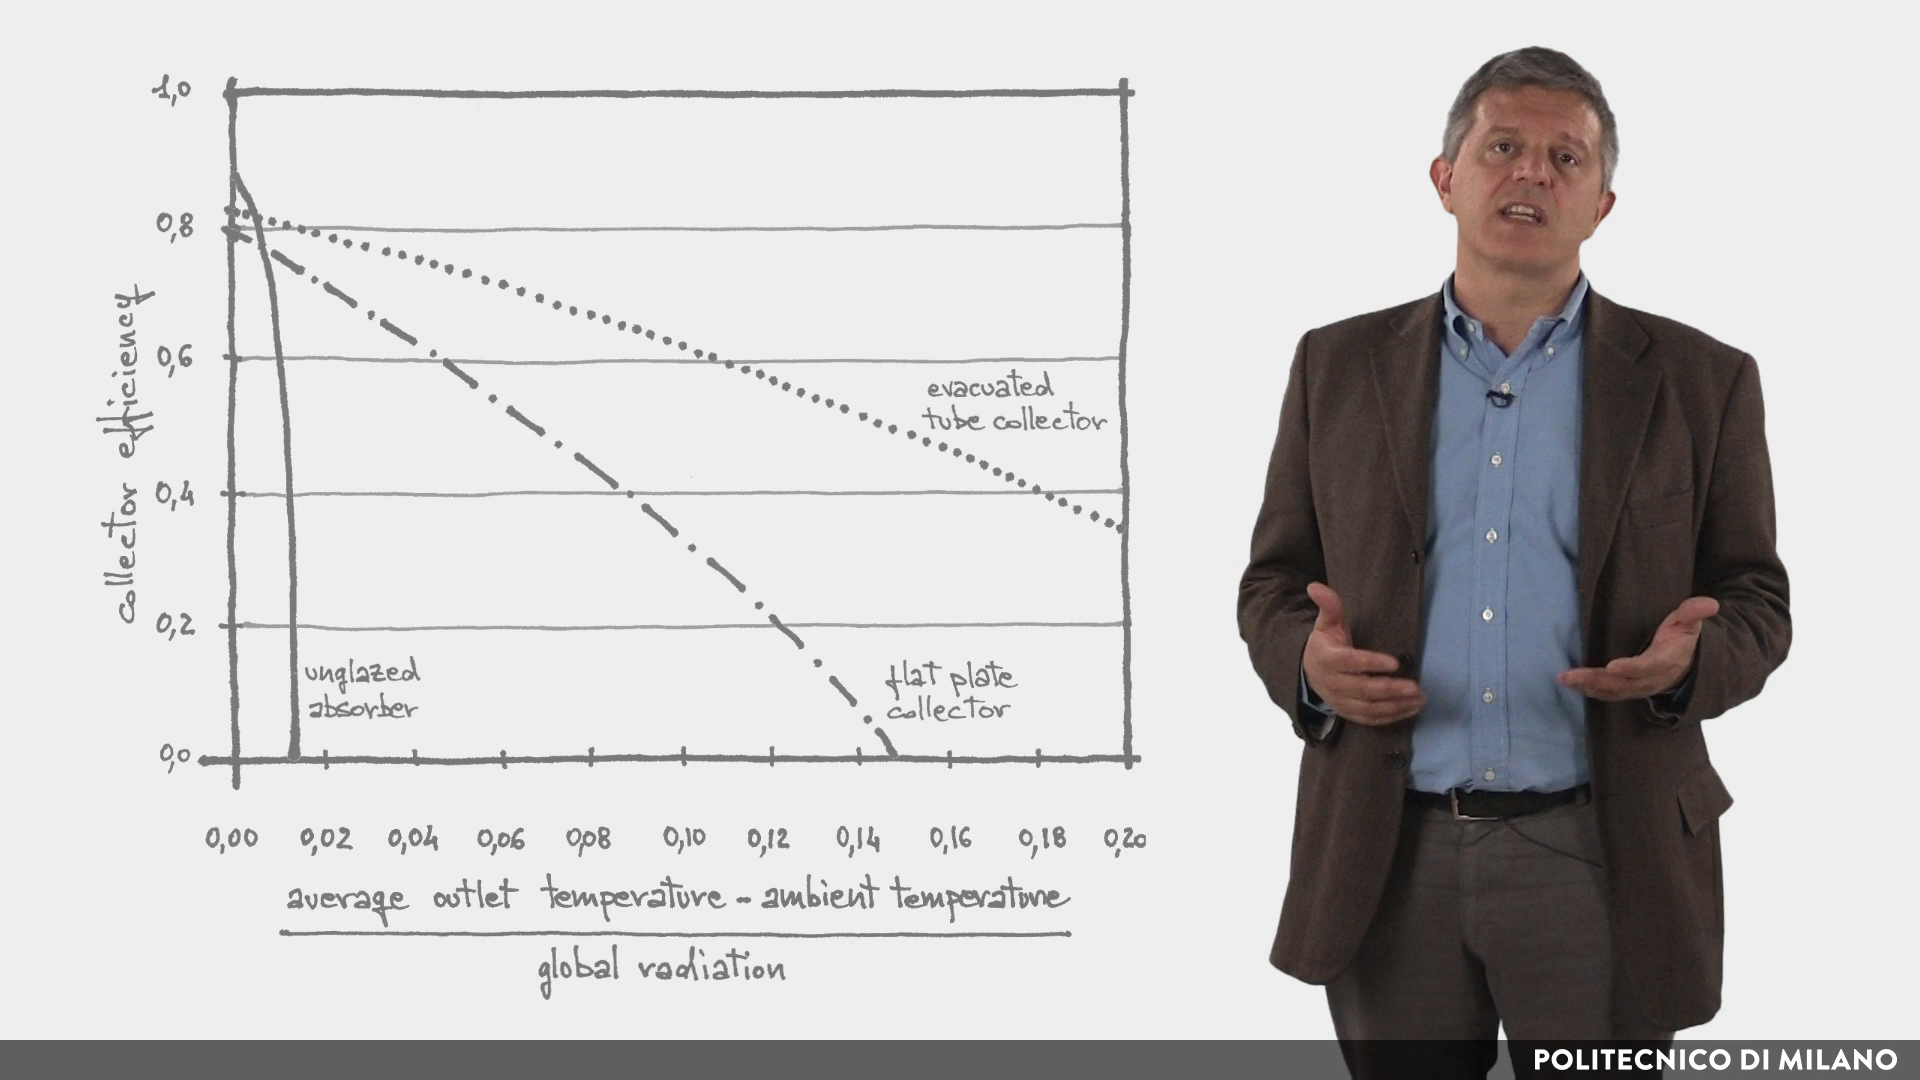 1,0
0,8
0,6
0,4
0,2
0,0
collector efficiency
evacuated
tube collector
unglazed
absorber
flat plate
collector
0,00 0,02 0,04 0,06 0,08 0,10 0,12 0,14 0,16 0,18 0,20
average outlet temperature - ambient temperature
global radiation
POLITECNICO DI MILANO